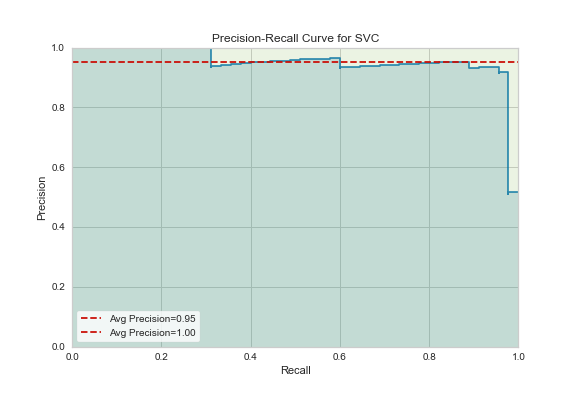 Precision-Recall Curve for SVC
1.0
0.8
0.6
0.4
0.2
0.0
Precision
Avg Precision=0.95
Avg Precision=1.00
0.0 0.2 0.4 0.6 0.8 1.0
Recall